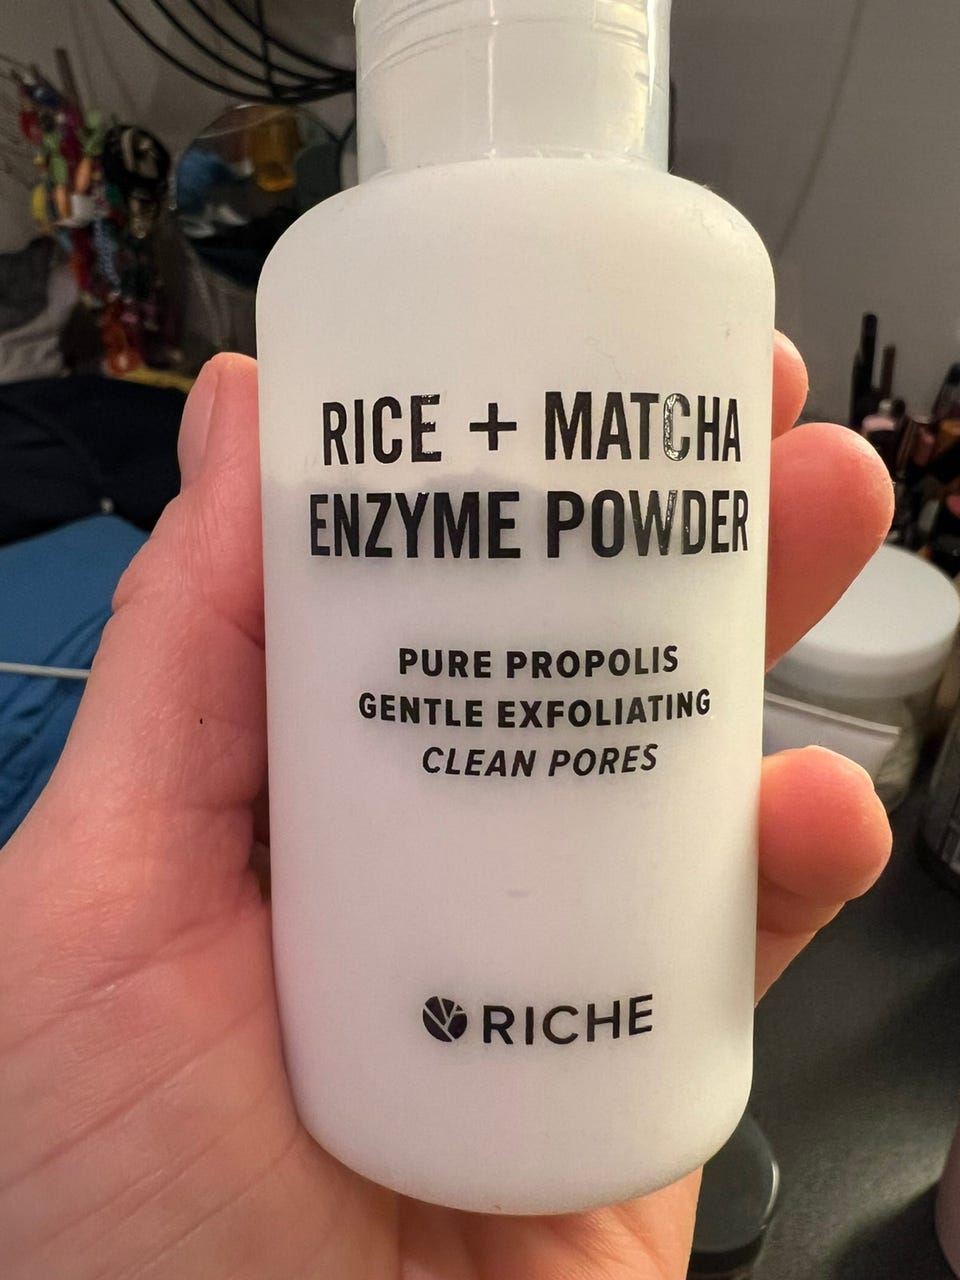 RICE + MATCHA
ENZYME POWDER
PURE PROPOLIS
GENTLE EXFOLIATING
CLEAN PORES
RICHE